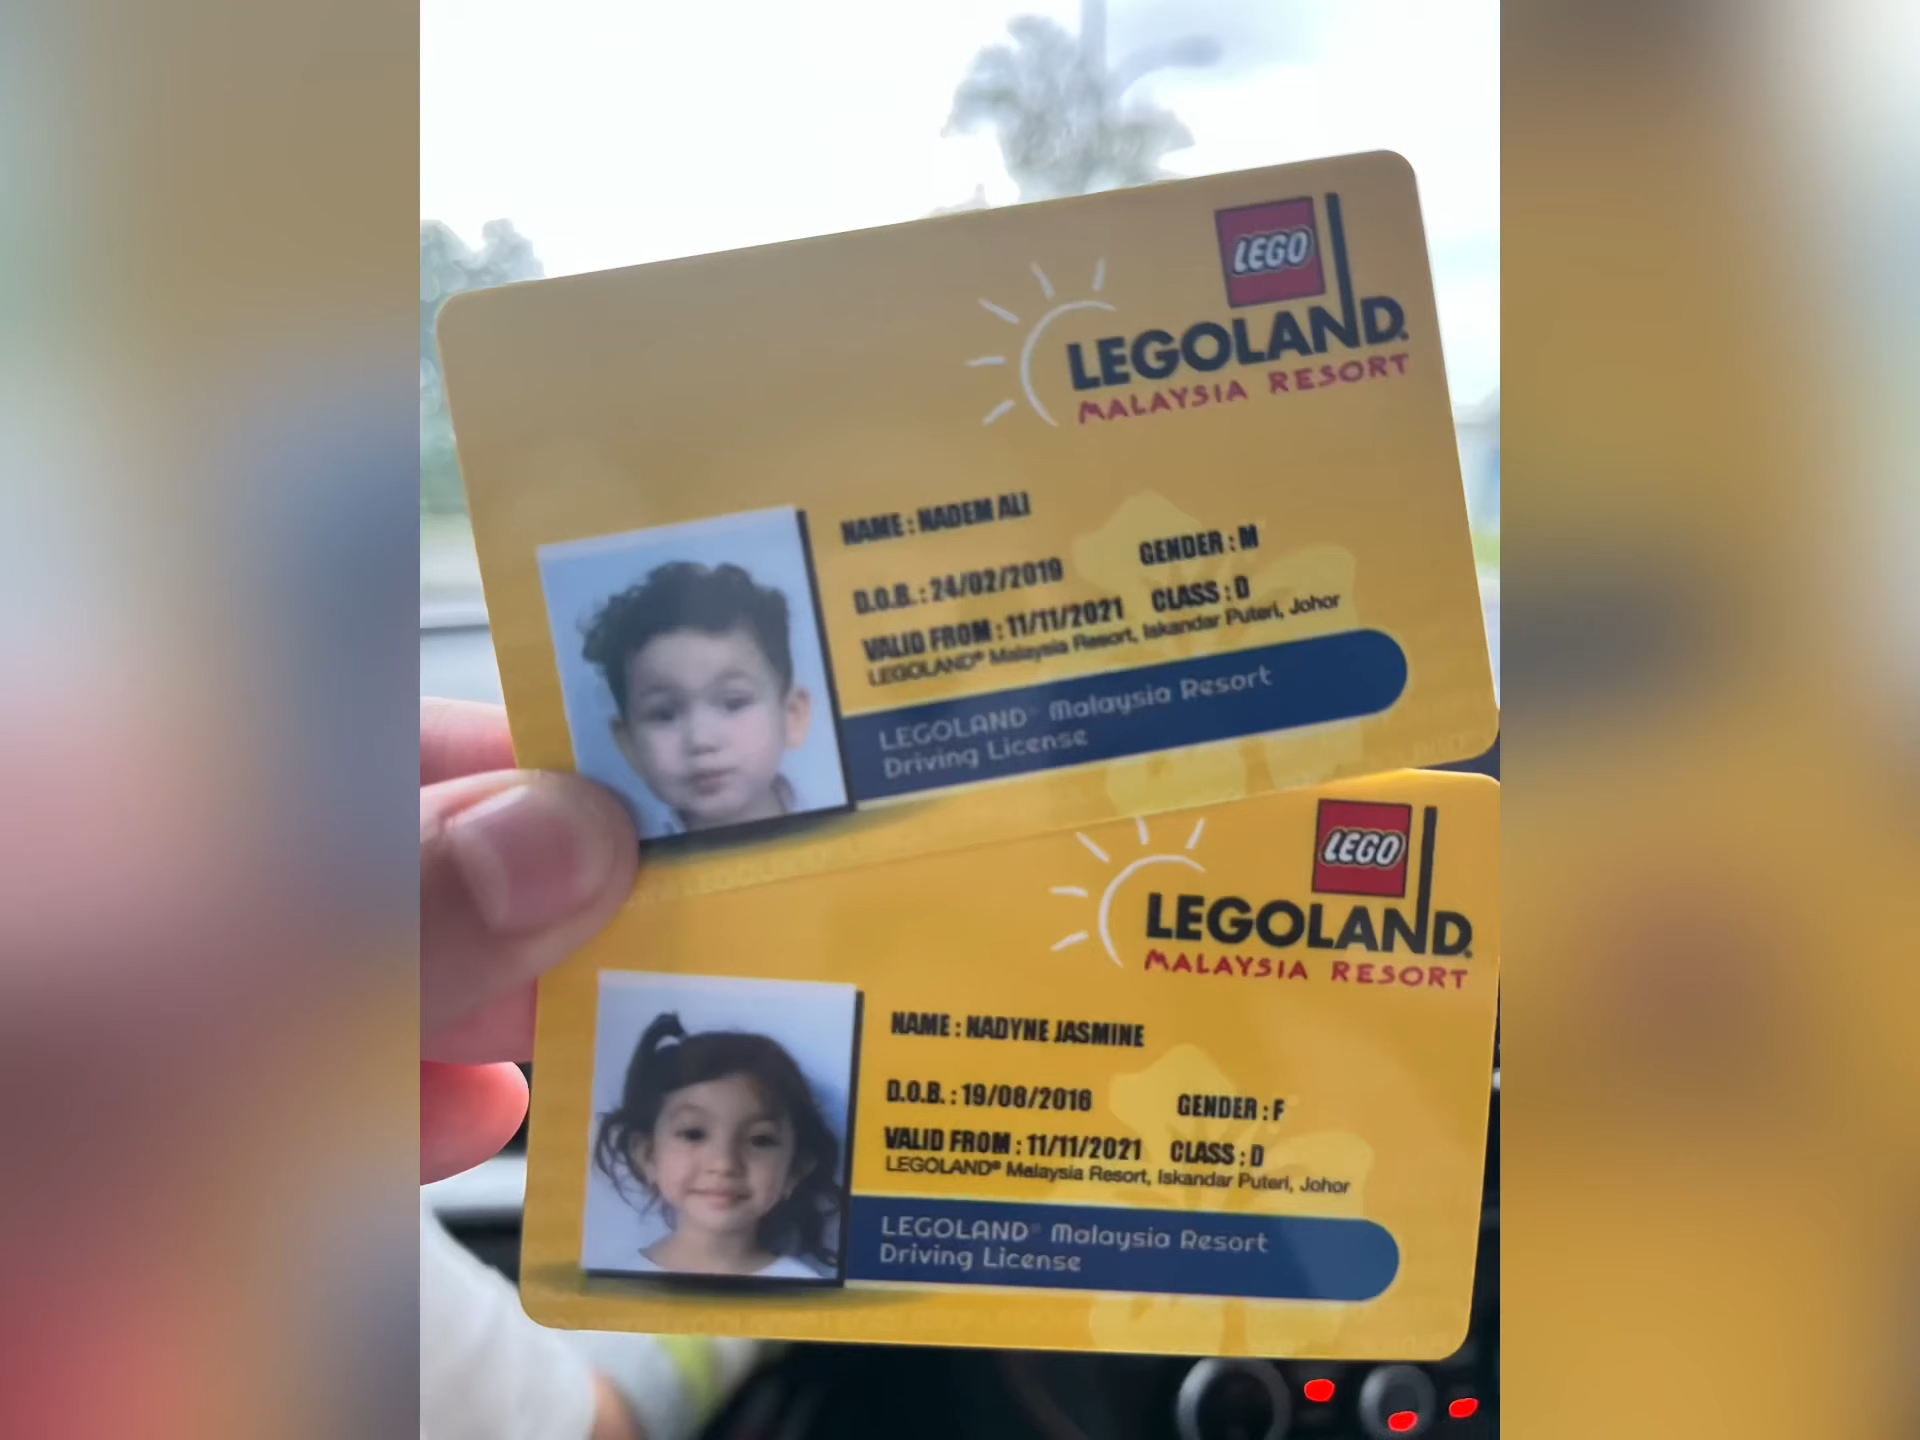 LEGO
LEGOLAND®
MALAYSIA RESORT
NAME : NADEM ALI
D.O.B. : 24/02/2019 GENDER : M
VALID FROM : 11/11/2021 CLASS : D
LEGOLAND® Malaysia Resort, Iskandar Puteri, Johor
LEGOLAND® Malaysia Resort
Driving License
LEGO
LEGOLAND®
MALAYSIA RESORT
NAME : NADYNE JASMINE
D.O.B. : 19/08/2016 GENDER : F
VALID FROM : 11/11/2021 CLASS : D
LEGOLAND® Malaysia Resort, Iskandar Puteri, Johor
LEGOLAND® Malaysia Resort
Driving License